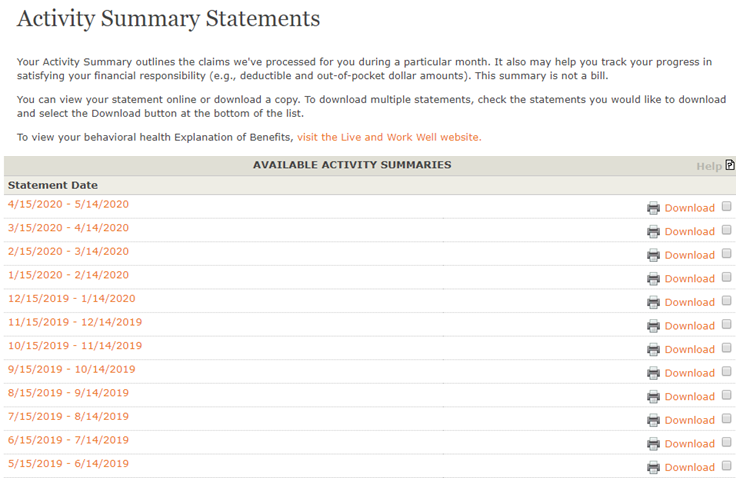 Activity Summary Statements
Your Activity Summary outlines the claims we've processed for you during a particular month. It also may help you track your progress in
satisfying your financial responsibility (e.g., deductible and out-of-pocket dollar amounts). This summary is not a bill.
You can view your statement online or download a copy. To download multiple statements, check the statements you would like to download
and select the Download button at the bottom of the list.
To view your behavioral health Explanation of Benefits, visit the Live and Work Well website.
AVAILABLE ACTIVITY SUMMARIES Help
Statement Date
4/15/2020 - 5/14/2020 Download
3/15/2020 - 4/14/2020 Download
2/15/2020 - 3/14/2020 Download
1/15/2020 - 2/14/2020 Download
12/15/2019 - 1/14/2020 Download
11/15/2019 - 12/14/2019 Download
10/15/2019 - 11/14/2019 Download
9/15/2019 - 10/14/2019 Download
8/15/2019 - 9/14/2019 Download
7/15/2019 - 8/14/2019 Download
6/15/2019 - 7/14/2019 Download
5/15/2019 - 6/14/2019 Download